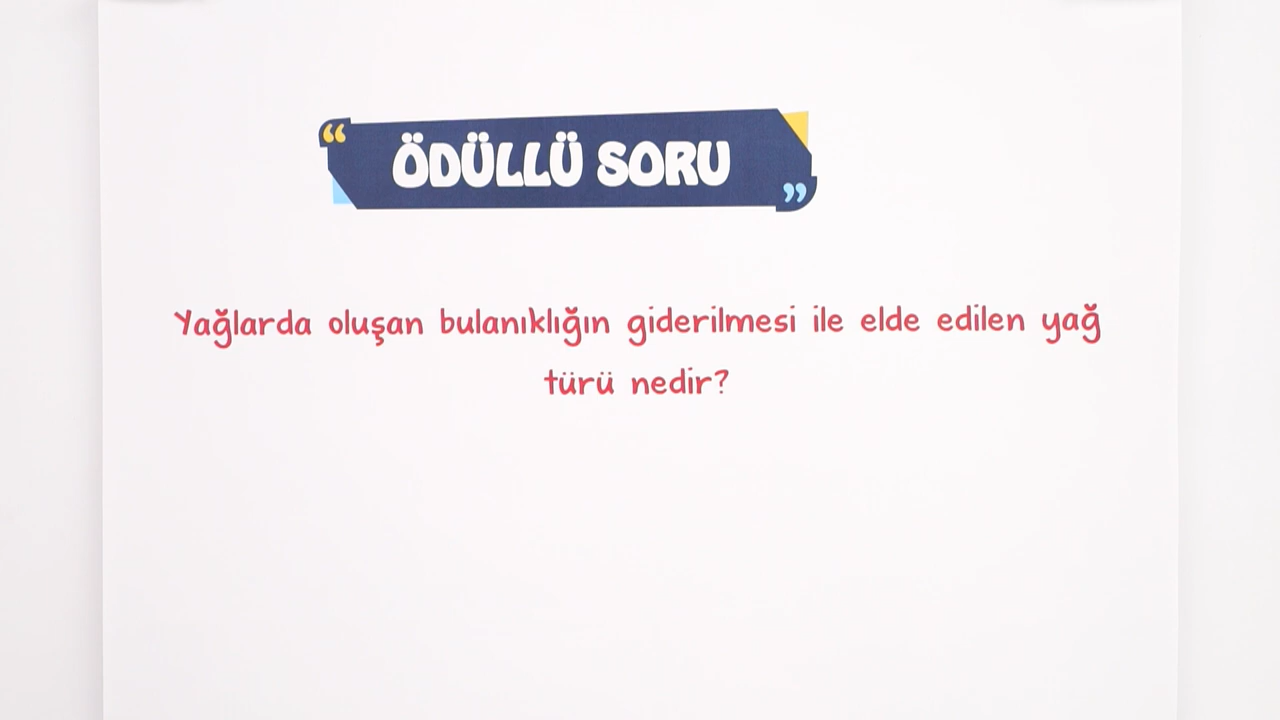 “ ÖDÜLLÜ SORU ”
Yağlarda oluşan bulanıklığın giderilmesi ile elde edilen yağ
türü nedir?